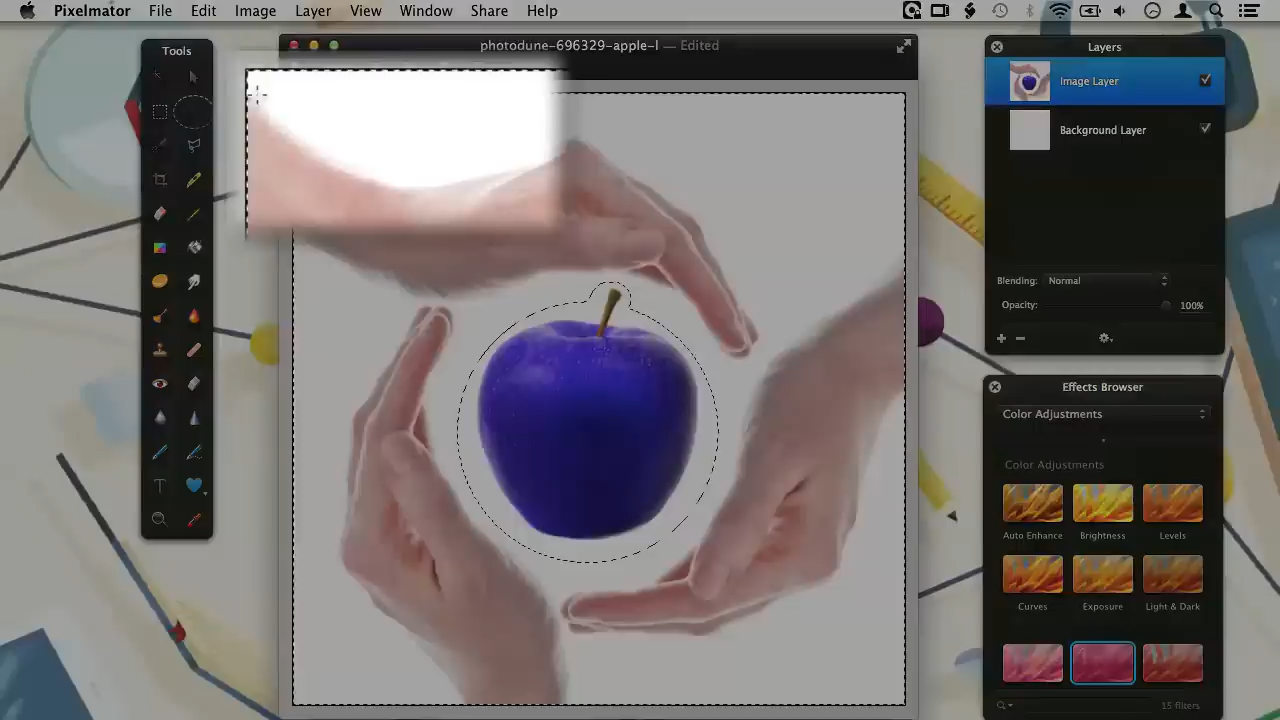 Pixelmator File Edit Image Layer View Window Share Help
Tools
photodune-696329-apple-l — Edited
Layers
Image Layer
Background Layer
Blending: Normal
Opacity: 100%
Effects Browser
Color Adjustments
Color Adjustments
Auto Enhance Brightness Levels
Curves Exposure Light & Dark
15 filters